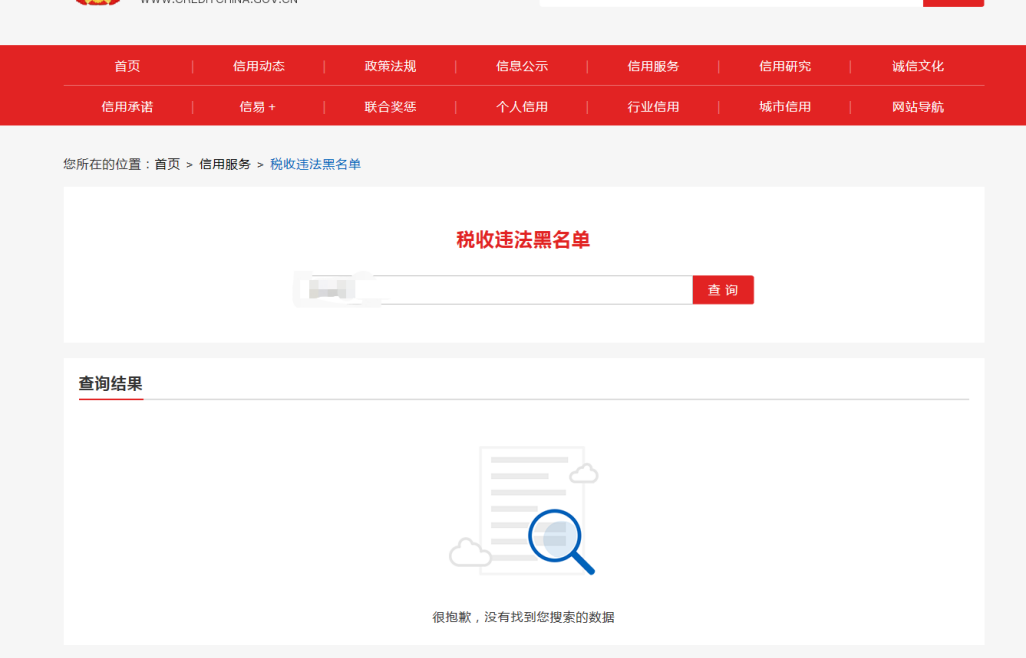 WWW.CREDITCHINA.GOV.CN
首页 | 信用动态 | 政策法规 | 信息公示 | 信用服务 | 信用研究 | 诚信文化
信用承诺 | 信易+ | 联合奖惩 | 个人信用 | 行业信用 | 城市信用 | 网站导航
您所在的位置：首页 > 信用服务 > 税收违法黑名单
税收违法黑名单
查询
查询结果
很抱歉，没有找到您搜索的数据